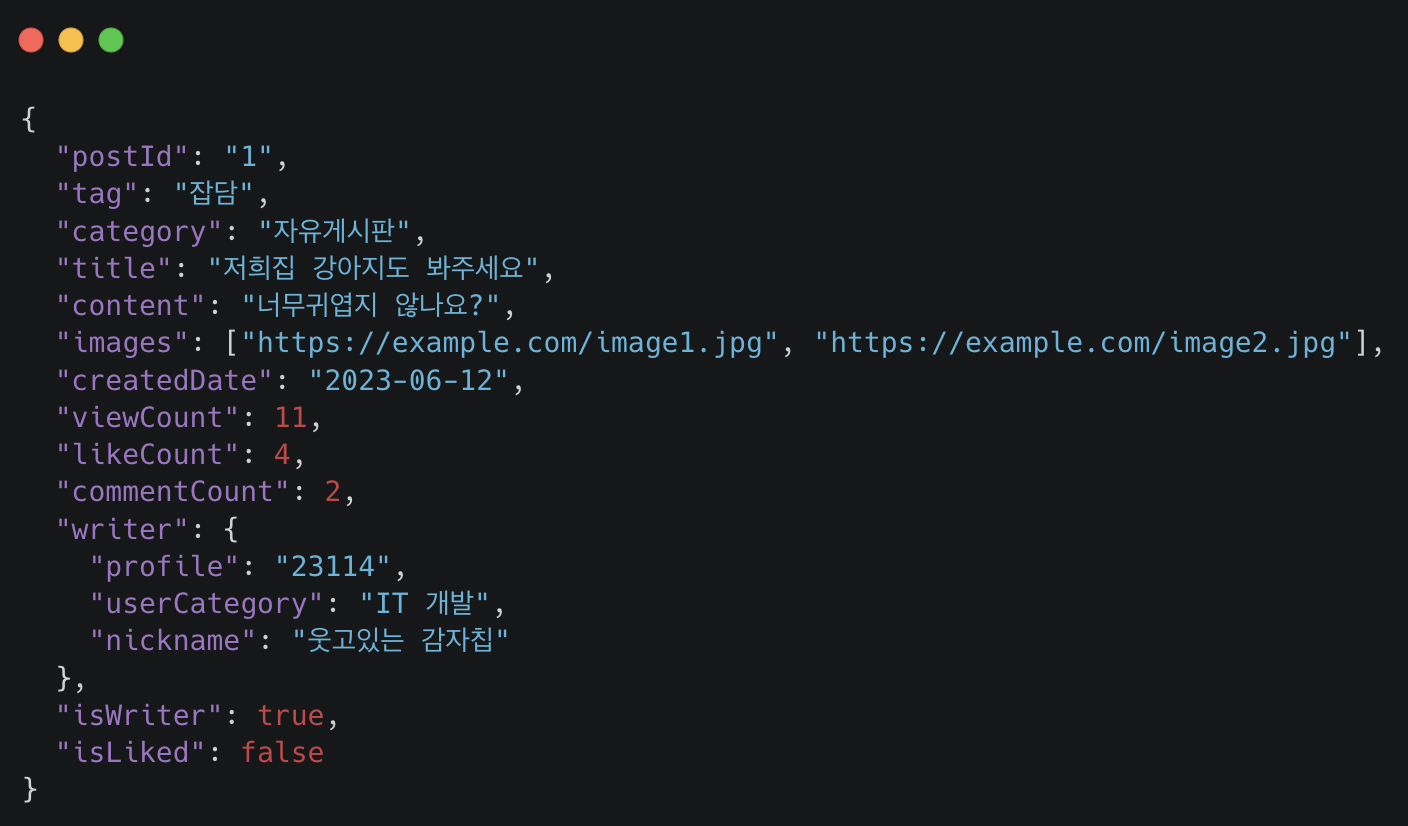 {
  "postId": "1",
  "tag": "잡담",
  "category": "자유게시판",
  "title": "저희집 강아지도 봐주세요",
  "content": "너무귀엽지 않나요?",
  "images": ["https://example.com/image1.jpg", "https://example.com/image2.jpg"],
  "createdDate": "2023-06-12",
  "viewCount": 11,
  "likeCount": 4,
  "commentCount": 2,
  "writer": {
    "profile": "23114",
    "userCategory": "IT 개발",
    "nickname": "웃고있는 감자칩"
  },
  "isWriter": true,
  "isLiked": false
}